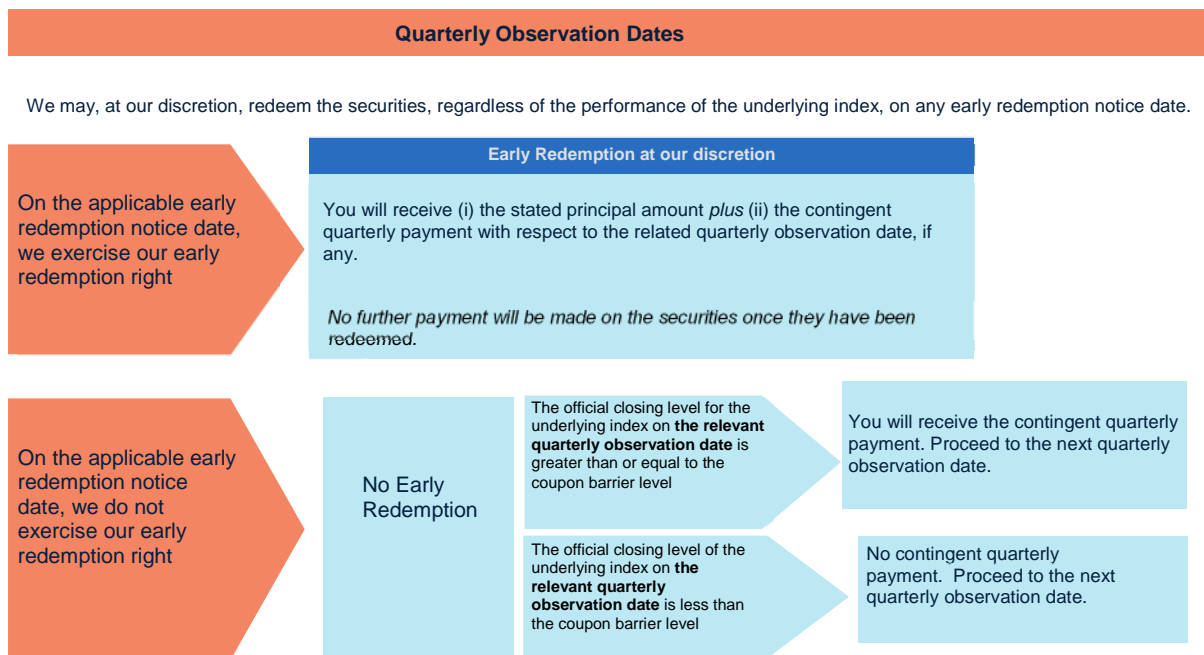 Quarterly Observation Dates
We may, at our discretion, redeem the securities, regardless of the performance of the underlying index, on any early redemption notice date.
On the applicable early
redemption notice date,
we exercise our early
redemption right
Early Redemption at our discretion
You will receive (i) the stated principal amount plus (ii) the contingent
quarterly payment with respect to the related quarterly observation date, if
any.
No further payment will be made on the securities once they have been
redeemed.
On the applicable early
redemption notice
date, we do not
exercise our early
redemption right
No Early
Redemption
The official closing level for the
underlying index on the relevant
quarterly observation date is
greater than or equal to the
coupon barrier level
You will receive the contingent quarterly
payment. Proceed to the next quarterly
observation date.
The official closing level of the
underlying index on the
relevant quarterly
observation date is less than
the coupon barrier level
No contingent quarterly
payment.  Proceed to the next
quarterly observation date.